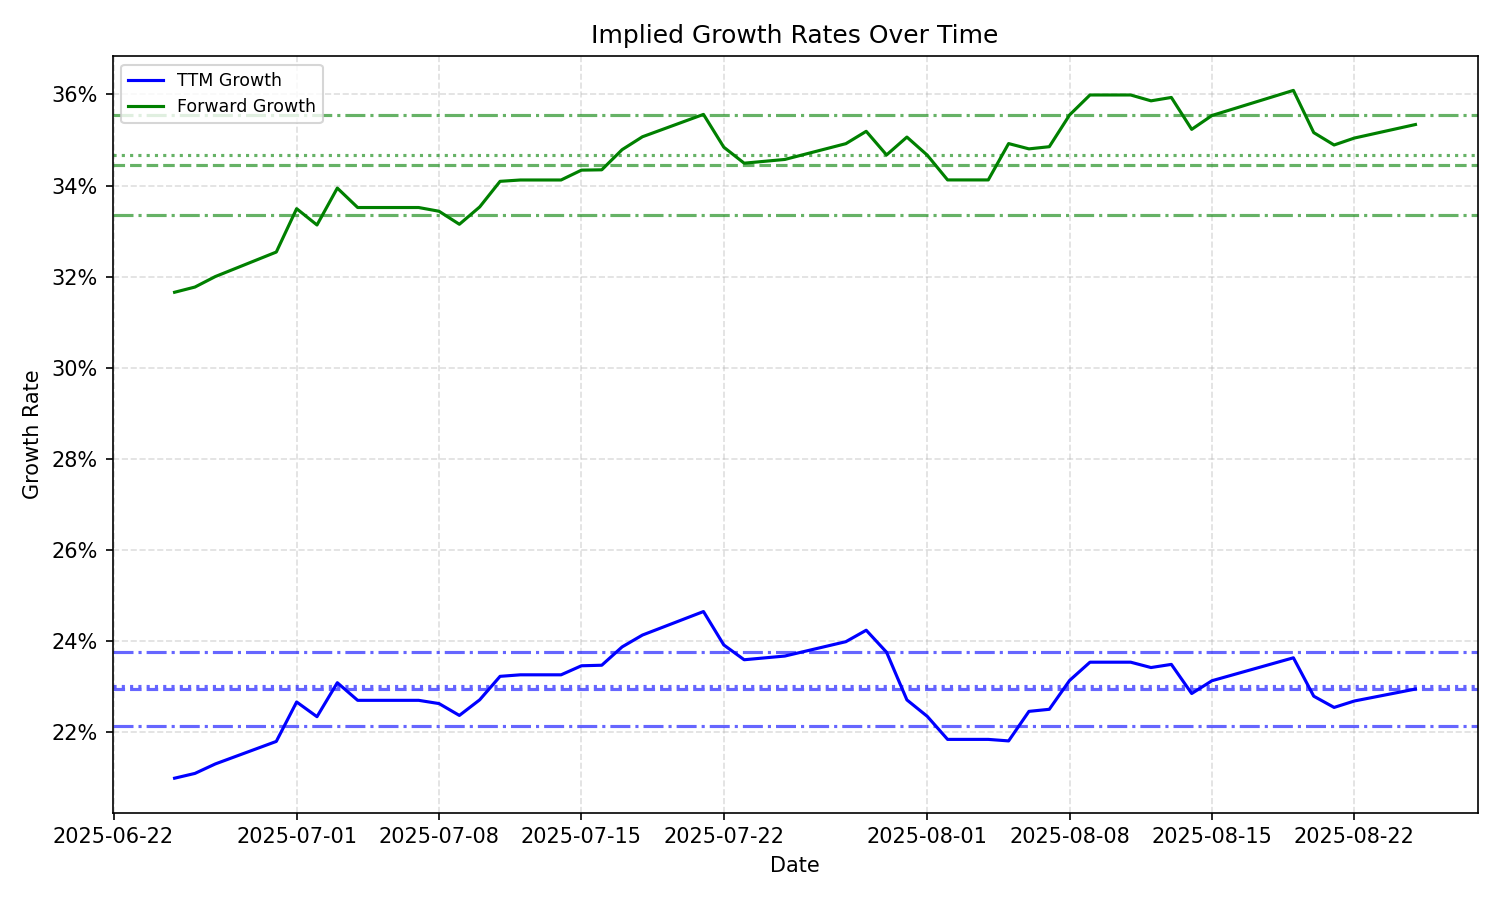 Implied Growth Rates Over Time
TTM Growth
Forward Growth
36%
34%
32%
30%
28%
26%
24%
22%
Growth Rate
2025-06-22 2025-07-01 2025-07-08 2025-07-15 2025-07-22 2025-08-01 2025-08-08 2025-08-15 2025-08-22
Date